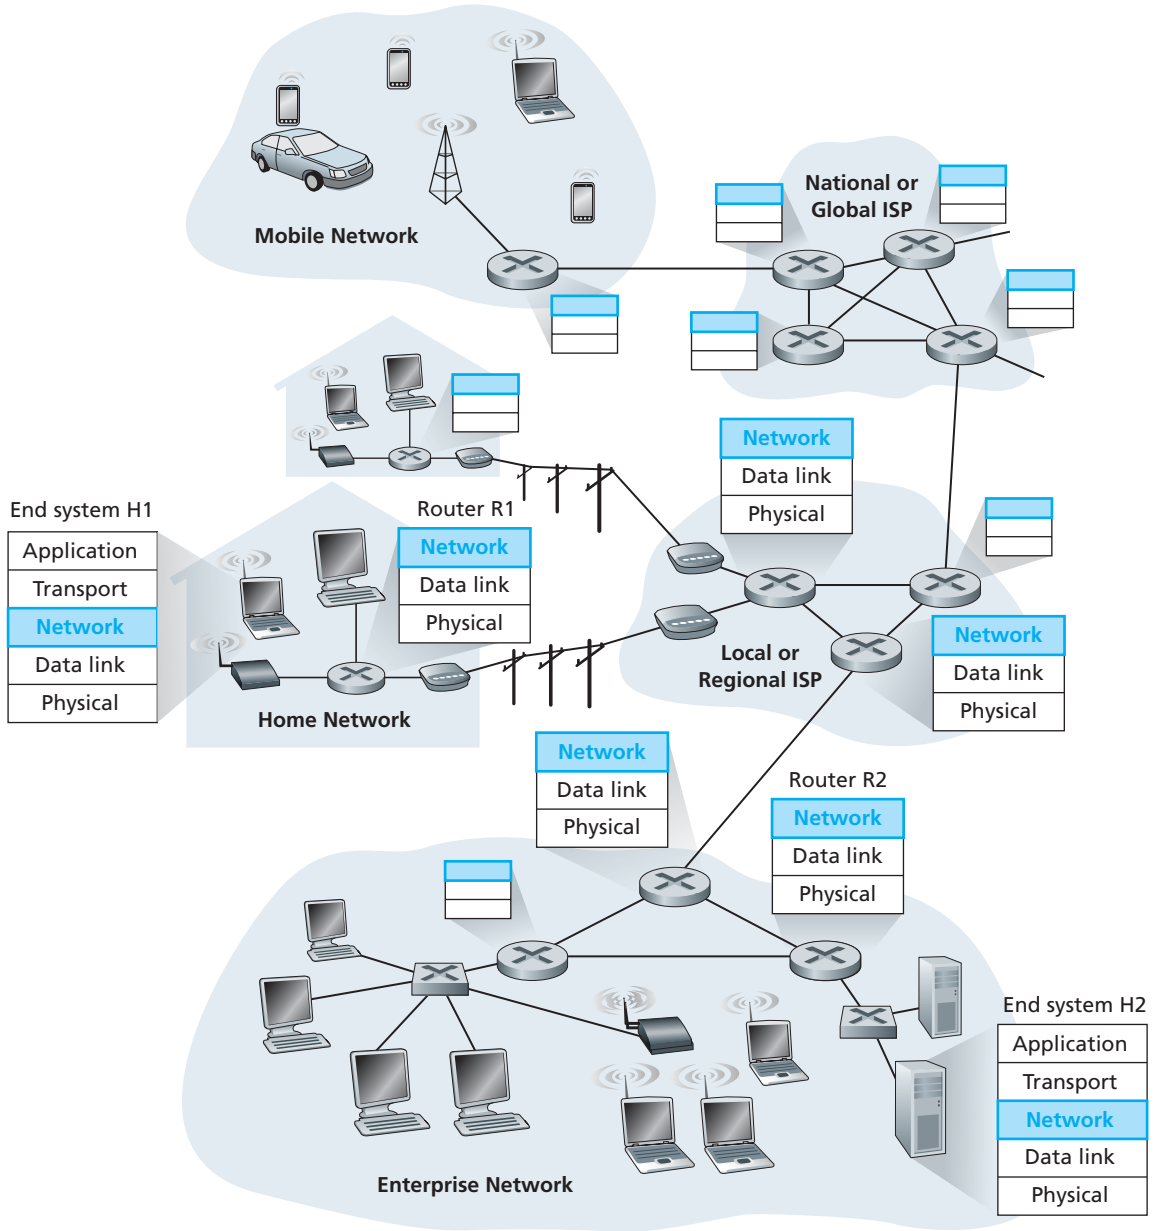 National or
Global ISP
Mobile Network
Network
Data link
Physical
End system H1
Application
Transport
Network
Data link
Physical
Router R1
Network
Data link
Physical
Home Network
Local or
Regional ISP
Network
Data link
Physical
Network
Data link
Physical
Router R2
Network
Data link
Physical
End system H2
Application
Transport
Network
Data link
Physical
Enterprise Network